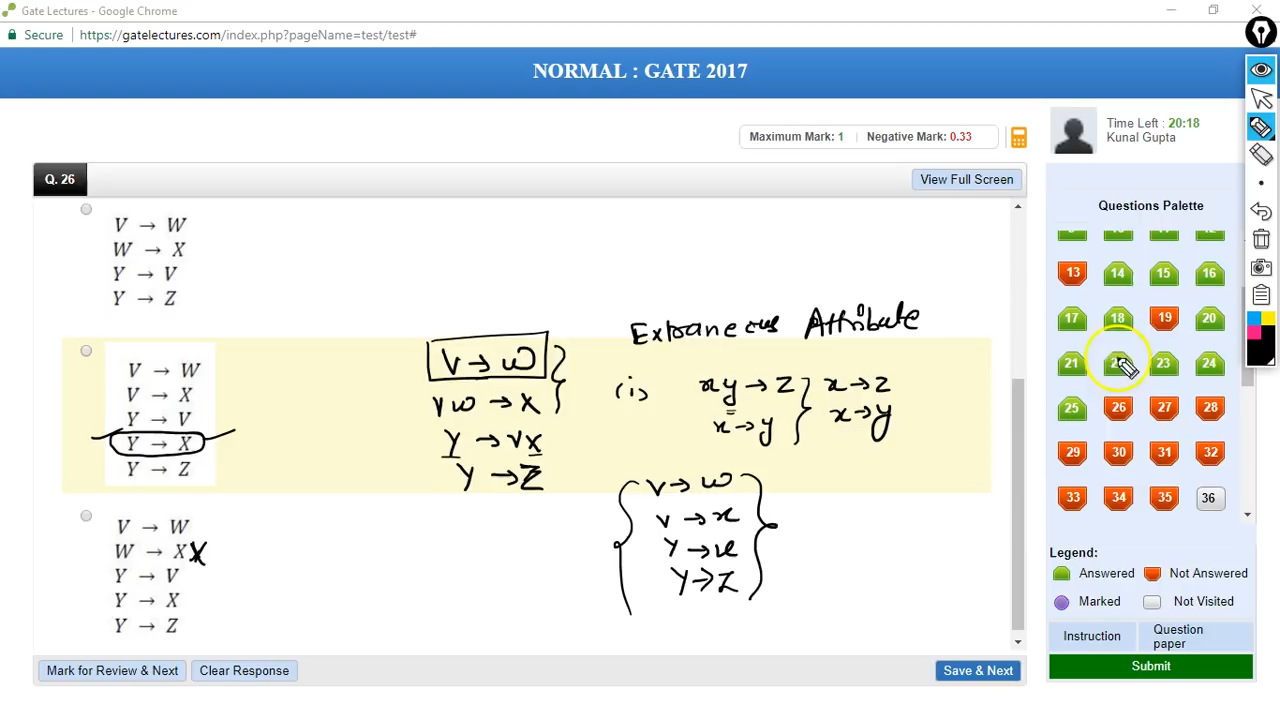 Gate Lectures - Google Chrome
Secure | https://gatelectures.com/index.php?pageName=test/test#
NORMAL : GATE 2017
Maximum Mark: 1 | Negative Mark: 0.33
Time Left : 20:18
Kunal Gupta
Q. 26
View Full Screen
V → W
W → X
Y → V
Y → Z
V → W
V → X
Y → V
Y → X
Y → Z
V → W
W → X X
Y → V
Y → X
Y → Z
V → W
VW → X
Y → VX
Y → Z
Extraneous Attribute
(i) xy → Z } x → Z
x → y } x → y
{ V → W }
V → x
Y → x
Y → Z
Mark for Review & Next
Clear Response
Save & Next
Questions Palette
13 14 15 16
17 18 19 20
21 23 24
25 26 27 28
29 30 31 32
33 34 35 36
Legend:
Answered
Not Answered
Marked
Not Visited
Instruction
Question paper
Submit